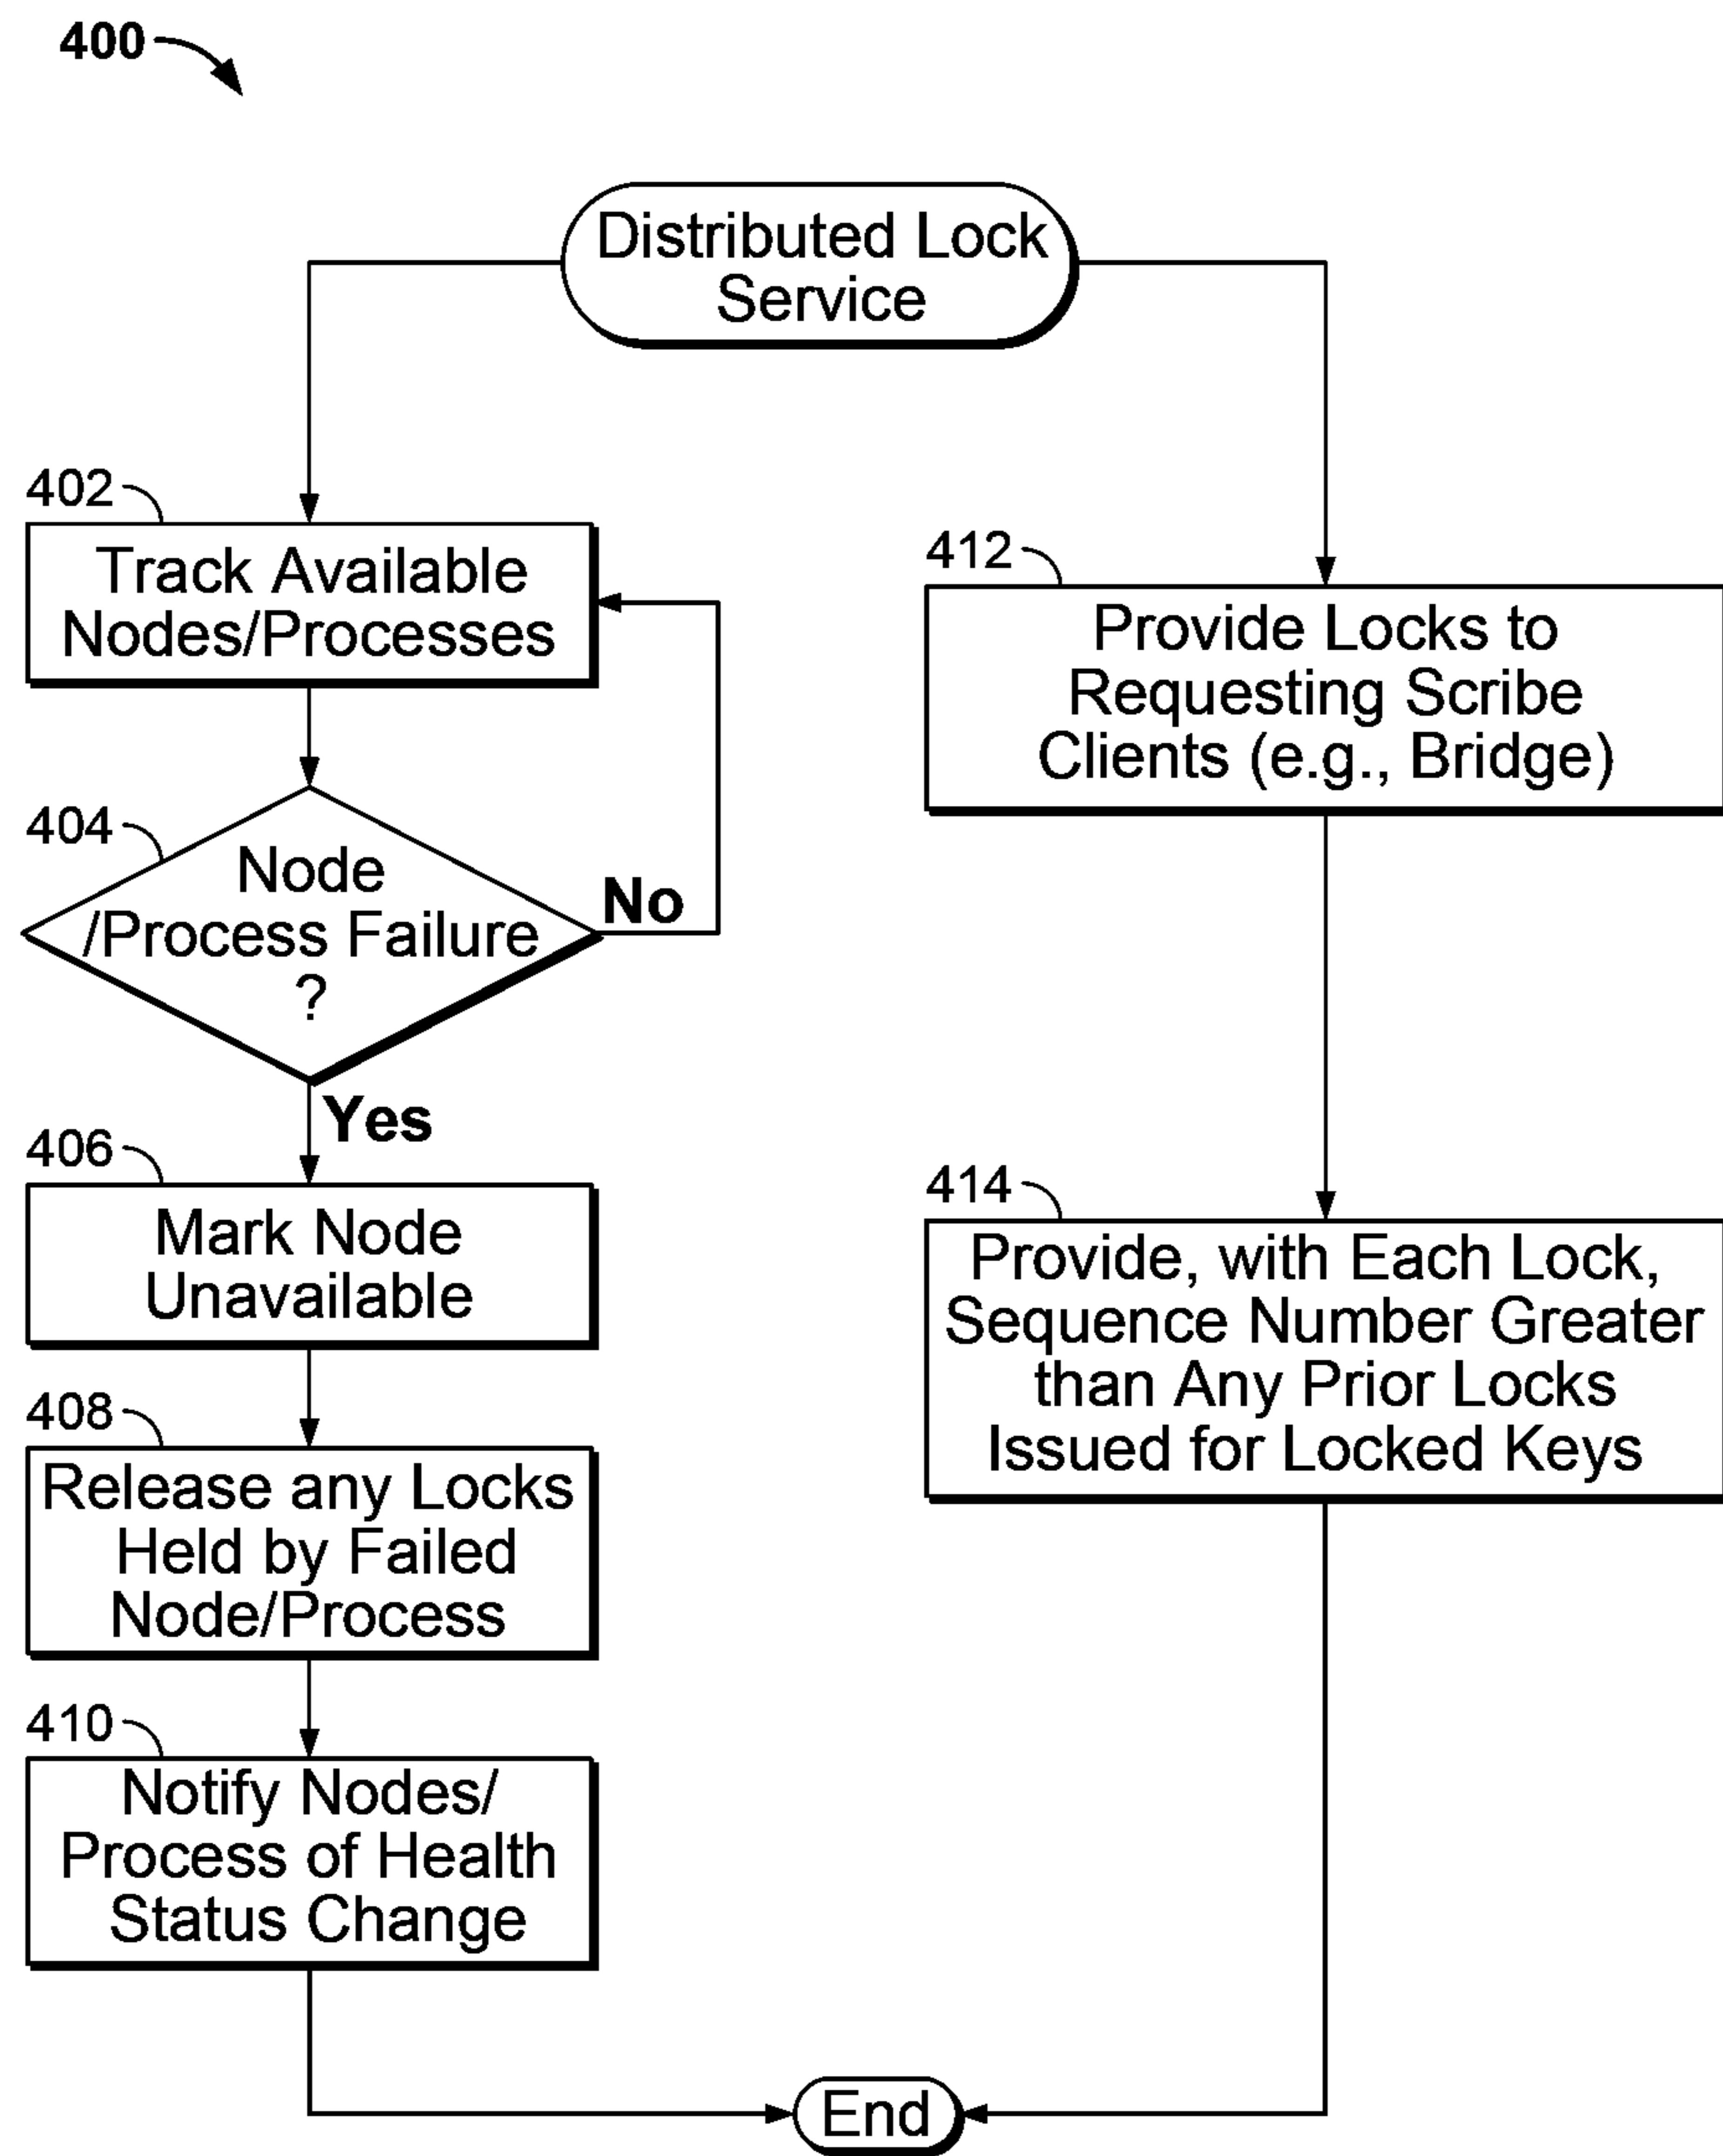 400
Distributed Lock
Service
402
Track Available
Nodes/Processes
404
Node
/Process Failure
?
No
Yes
406
Mark Node
Unavailable
408
Release any Locks
Held by Failed
Node/Process
410
Notify Nodes/
Process of Health
Status Change
412
Provide Locks to
Requesting Scribe
Clients (e.g., Bridge)
414
Provide, with Each Lock,
Sequence Number Greater
than Any Prior Locks
Issued for Locked Keys
End